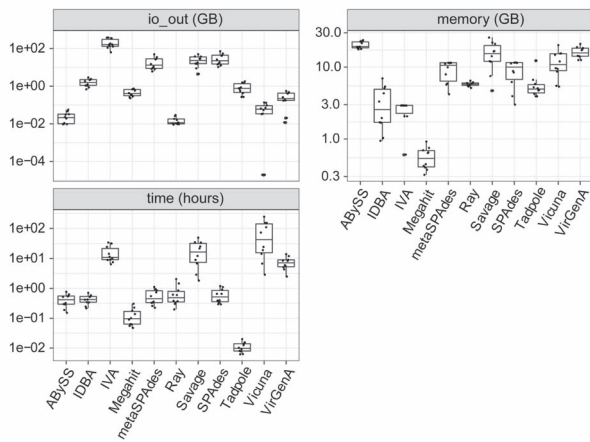 io_out (GB)
1e+02
1e+00
1e−02
1e−04
memory (GB)
30.0
10.0
3.0
1.0
0.3
ABySS
IDBA
IVA
Megahit
metaSPAdes
Ray
Savage
SPAdes
Tadpole
Vicuna
VirGenA
time (hours)
1e+02
1e+01
1e+00
1e−01
1e−02
ABySS
IDBA
IVA
Megahit
metaSPAdes
Ray
Savage
SPAdes
Tadpole
Vicuna
VirGenA